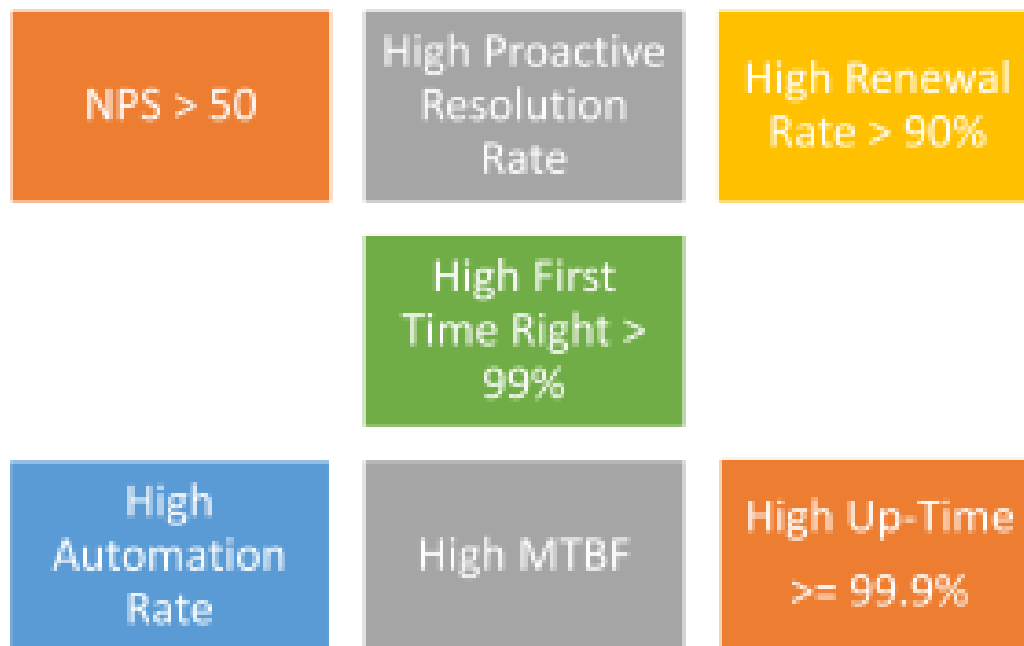 NPS > 50
High Proactive
Resolution
Rate
High Renewal
Rate > 90%
High First
Time Right >
99%
High
Automation
Rate
High MTBF
High Up-Time
>= 99.9%